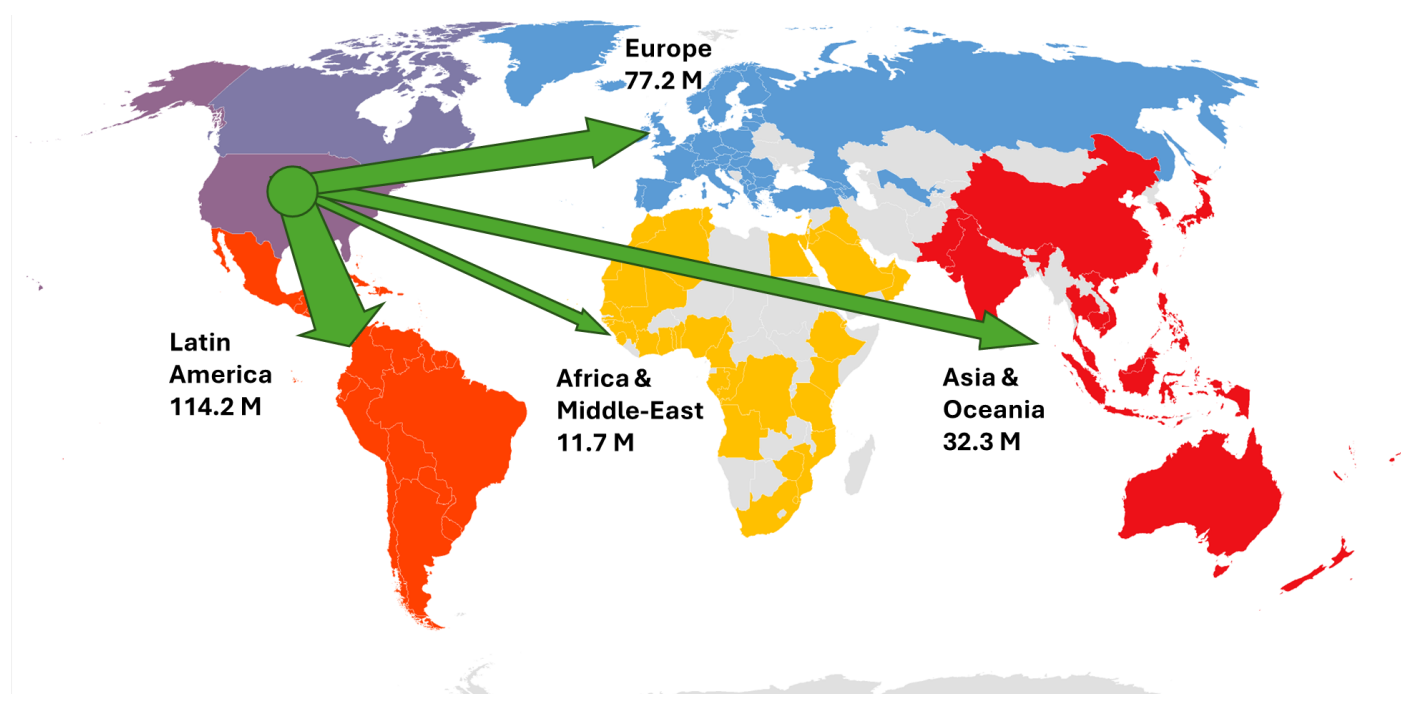 Europe
77.2 M
Latin
America
114.2 M
Africa &
Middle-East
11.7 M
Asia &
Oceania
32.3 M